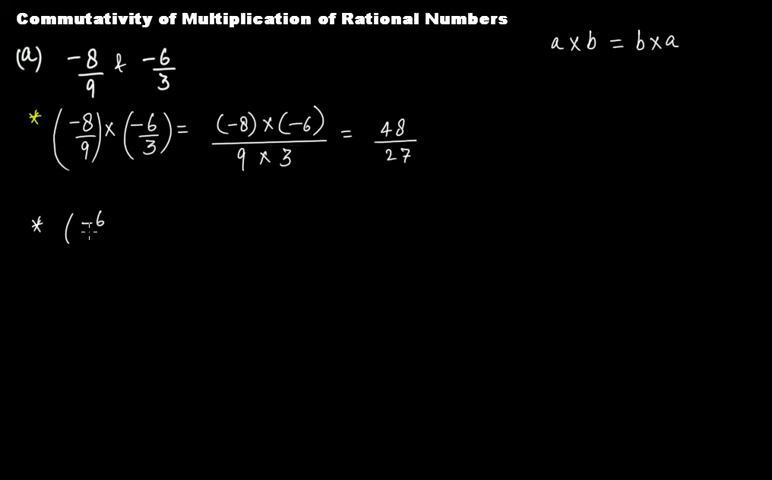 Commutativity of Multiplication of Rational Numbers
a × b = b × a
(a) -8/9 & -6/3
* (-8/9) × (-6/3) = (-8) × (-6) / 9 × 3 = 48/27
* ( -6